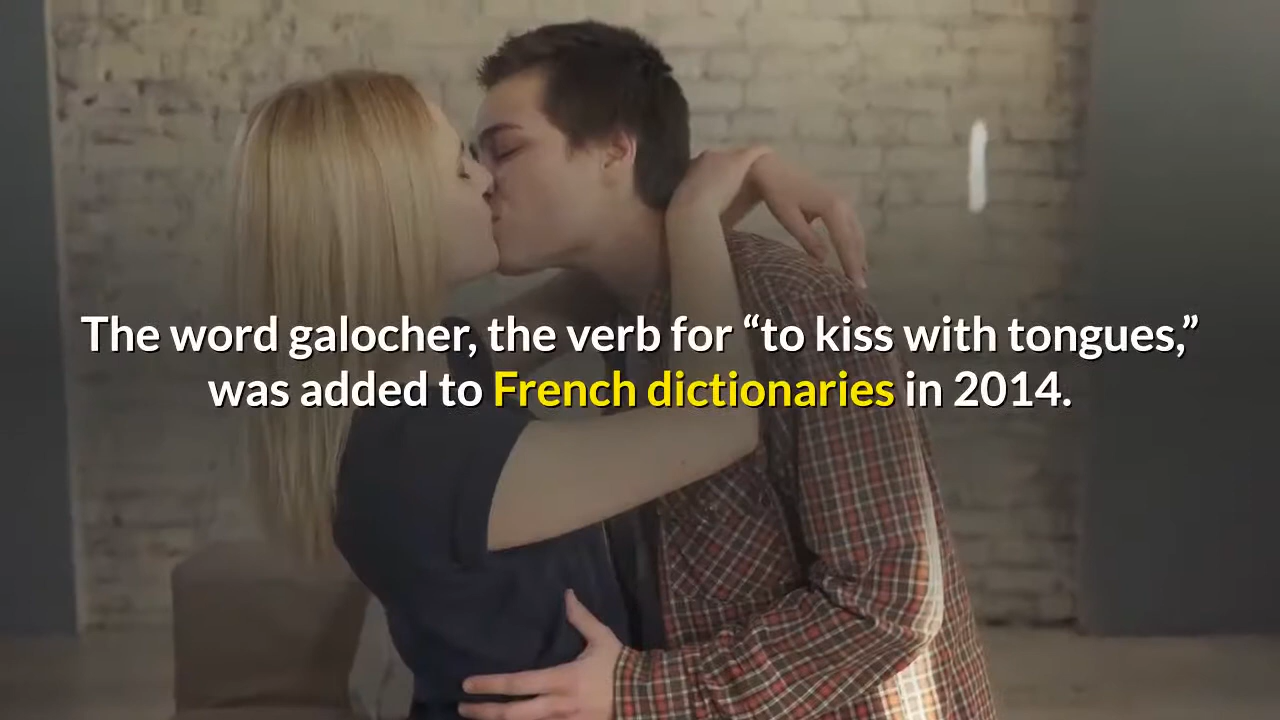 The word galocher, the verb for “to kiss with tongues,”
was added to French dictionaries in 2014.